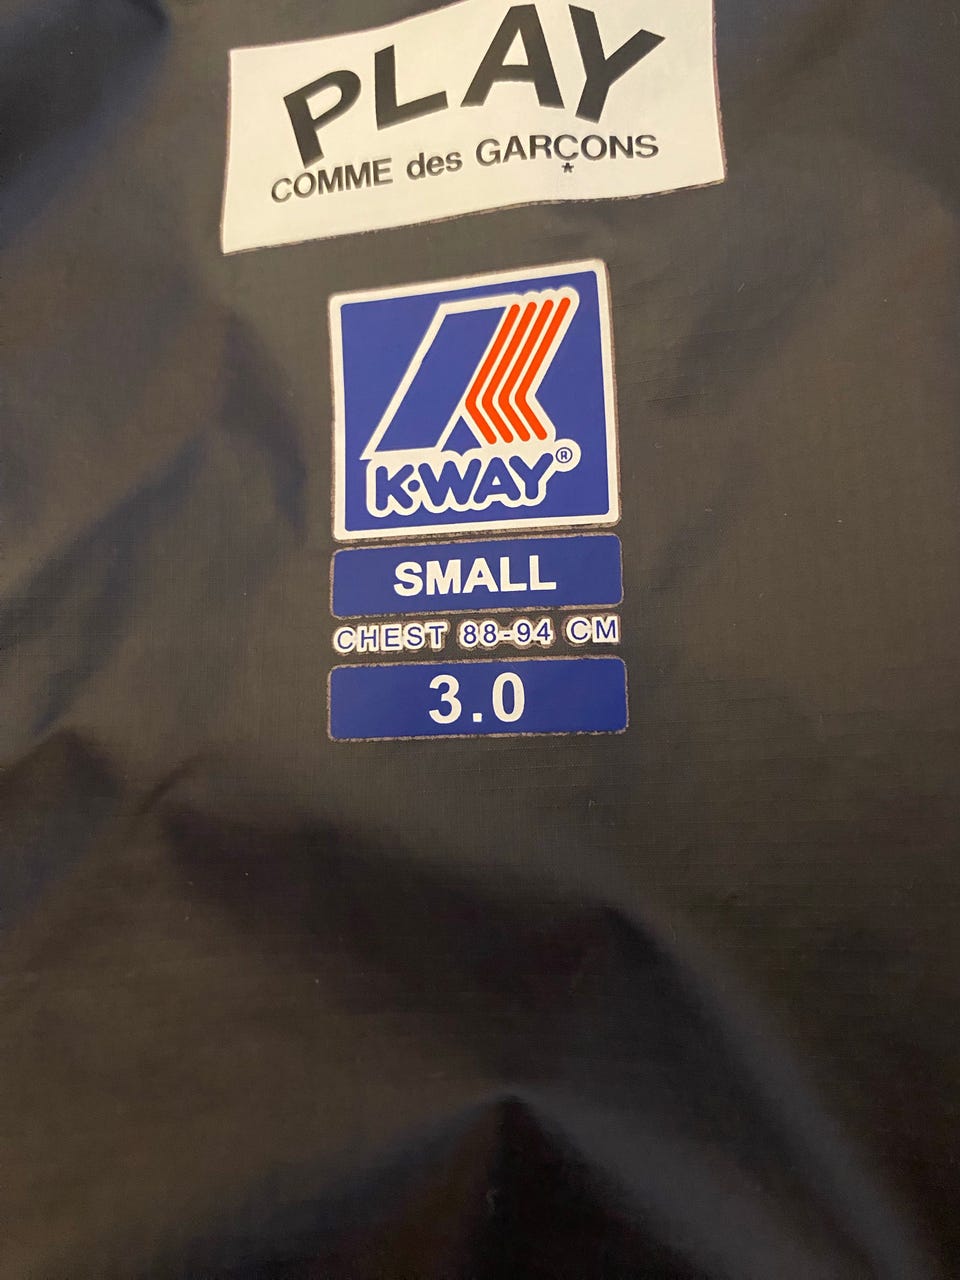 PLAY
COMME des GARÇONS
K·WAY®
SMALL
CHEST 88-94 CM
3.0